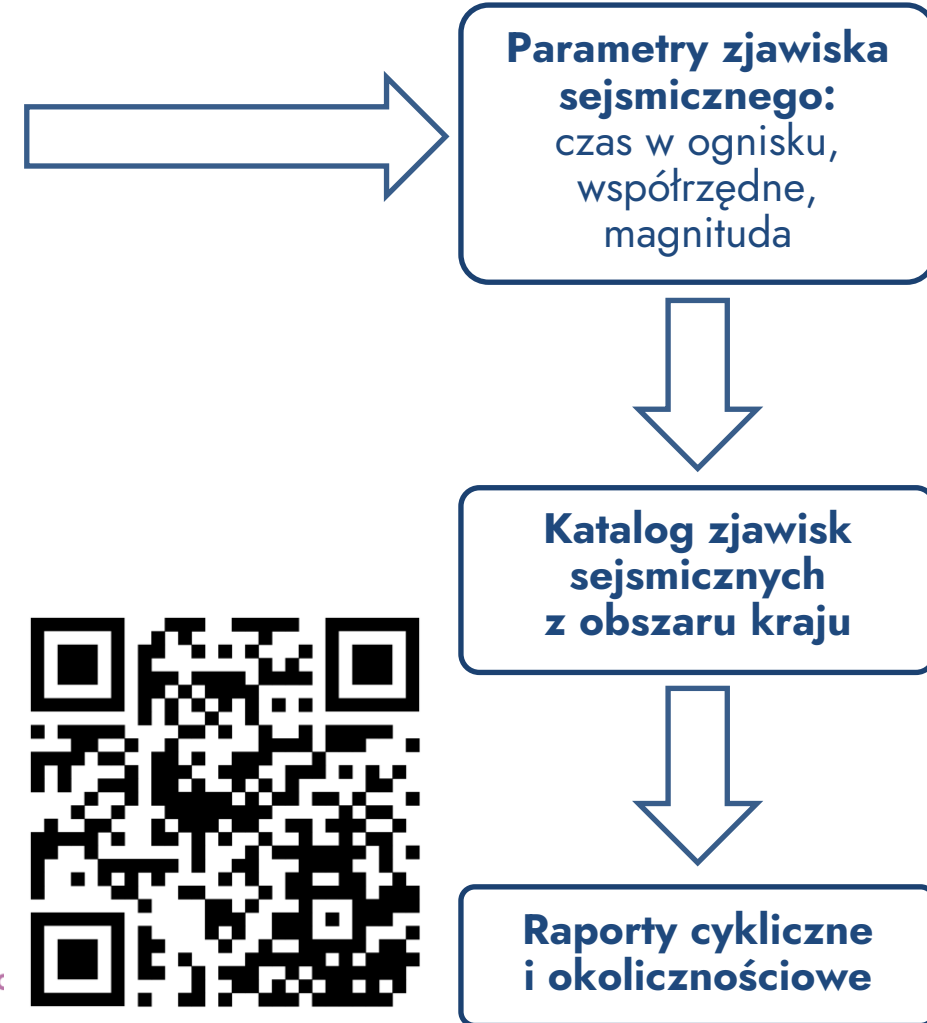 Parametry zjawiska
sejsmicznego:
czas w ognisku,
współrzędne,
magnituda
Katalog zjawisk
sejsmicznych
z obszaru kraju
Raporty cykliczne
i okolicznościowe